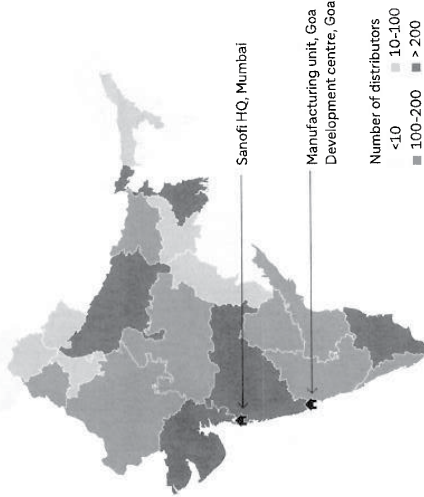 Sanofi HQ, Mumbai
Manufacturing unit, Goa
Development centre, Goa
Number of distributors
<10
10-100
100-200
> 200